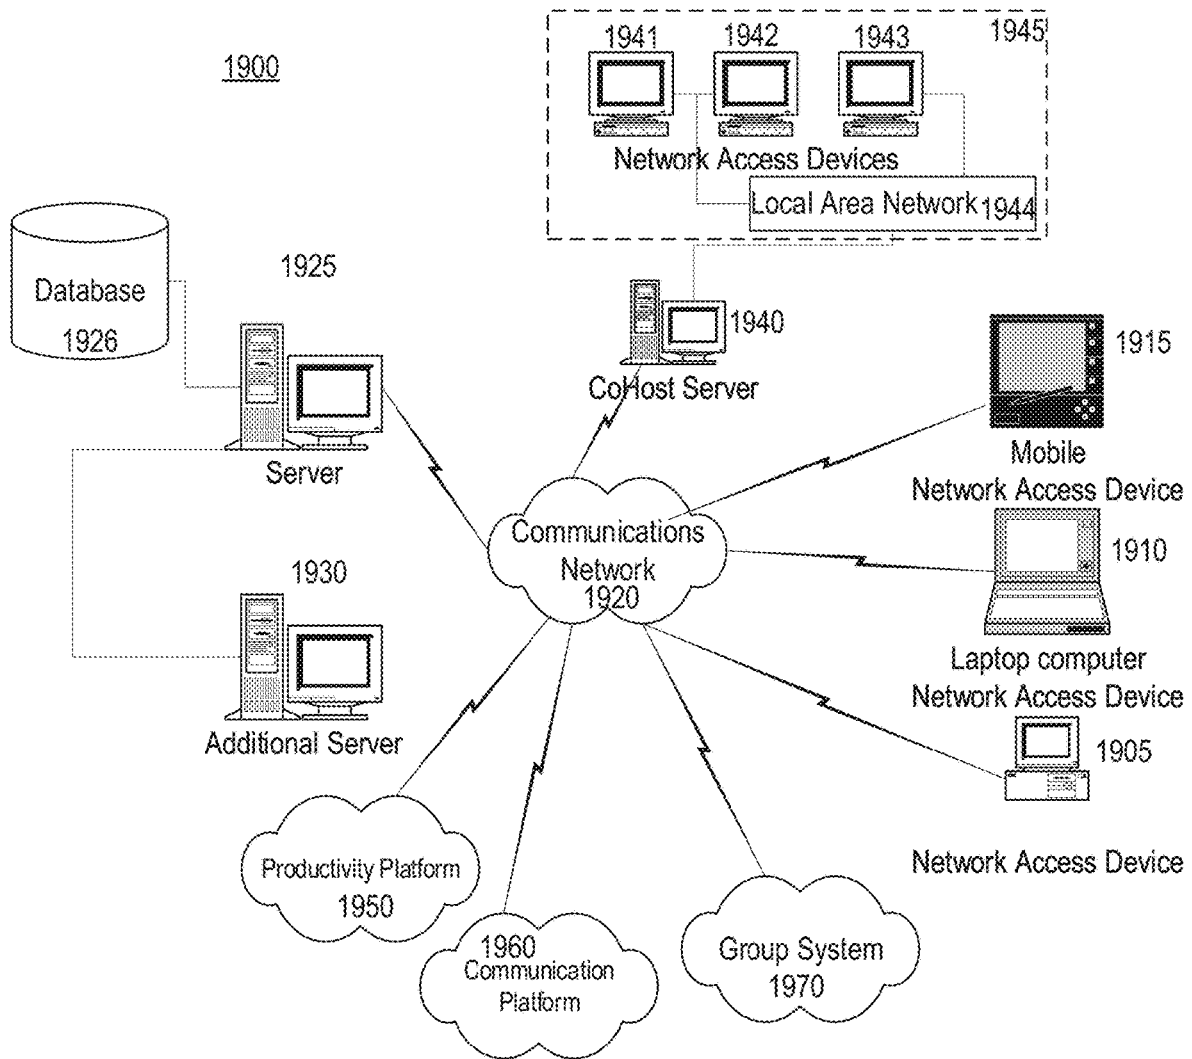 1900
1941
1942
1943
1945
Network Access Devices
Local Area Network 1944
Database
1926
1925
Server
1940
CoHost Server
1915
Mobile
Network Access Device
Communications
Network
1920
1910
Laptop computer
Network Access Device
1930
Additional Server
1905
Network Access Device
Productivity Platform
1950
1960
Communication
Platform
Group System
1970